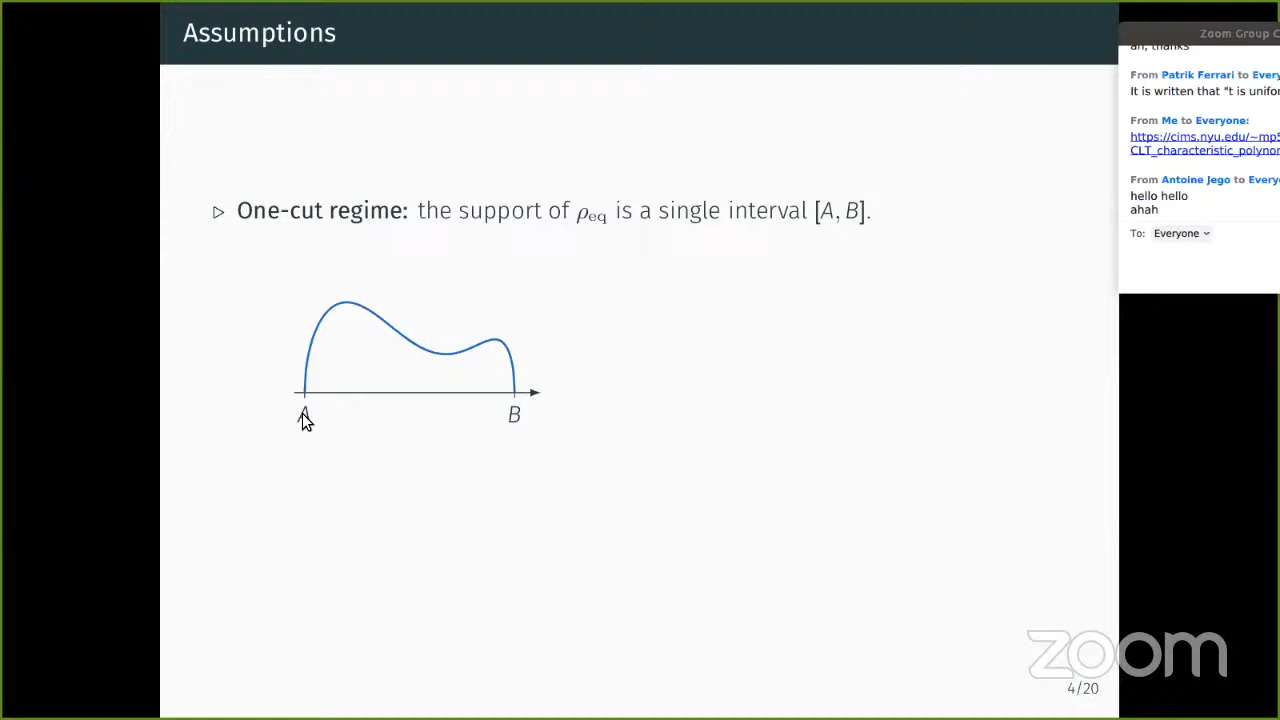 Assumptions
▷ One-cut regime: the support of ρeq is a single interval [A, B].
A
B
4/20
zoom
Zoom Group C
ah, thanks
From Patrik Ferrari to Every
It is written that "t is unifor
From Me to Everyone:
https://cims.nyu.edu/~mp5
CLT_characteristic_polynor
From Antoine Jego to Every
hello hello
ahah
To: Everyone